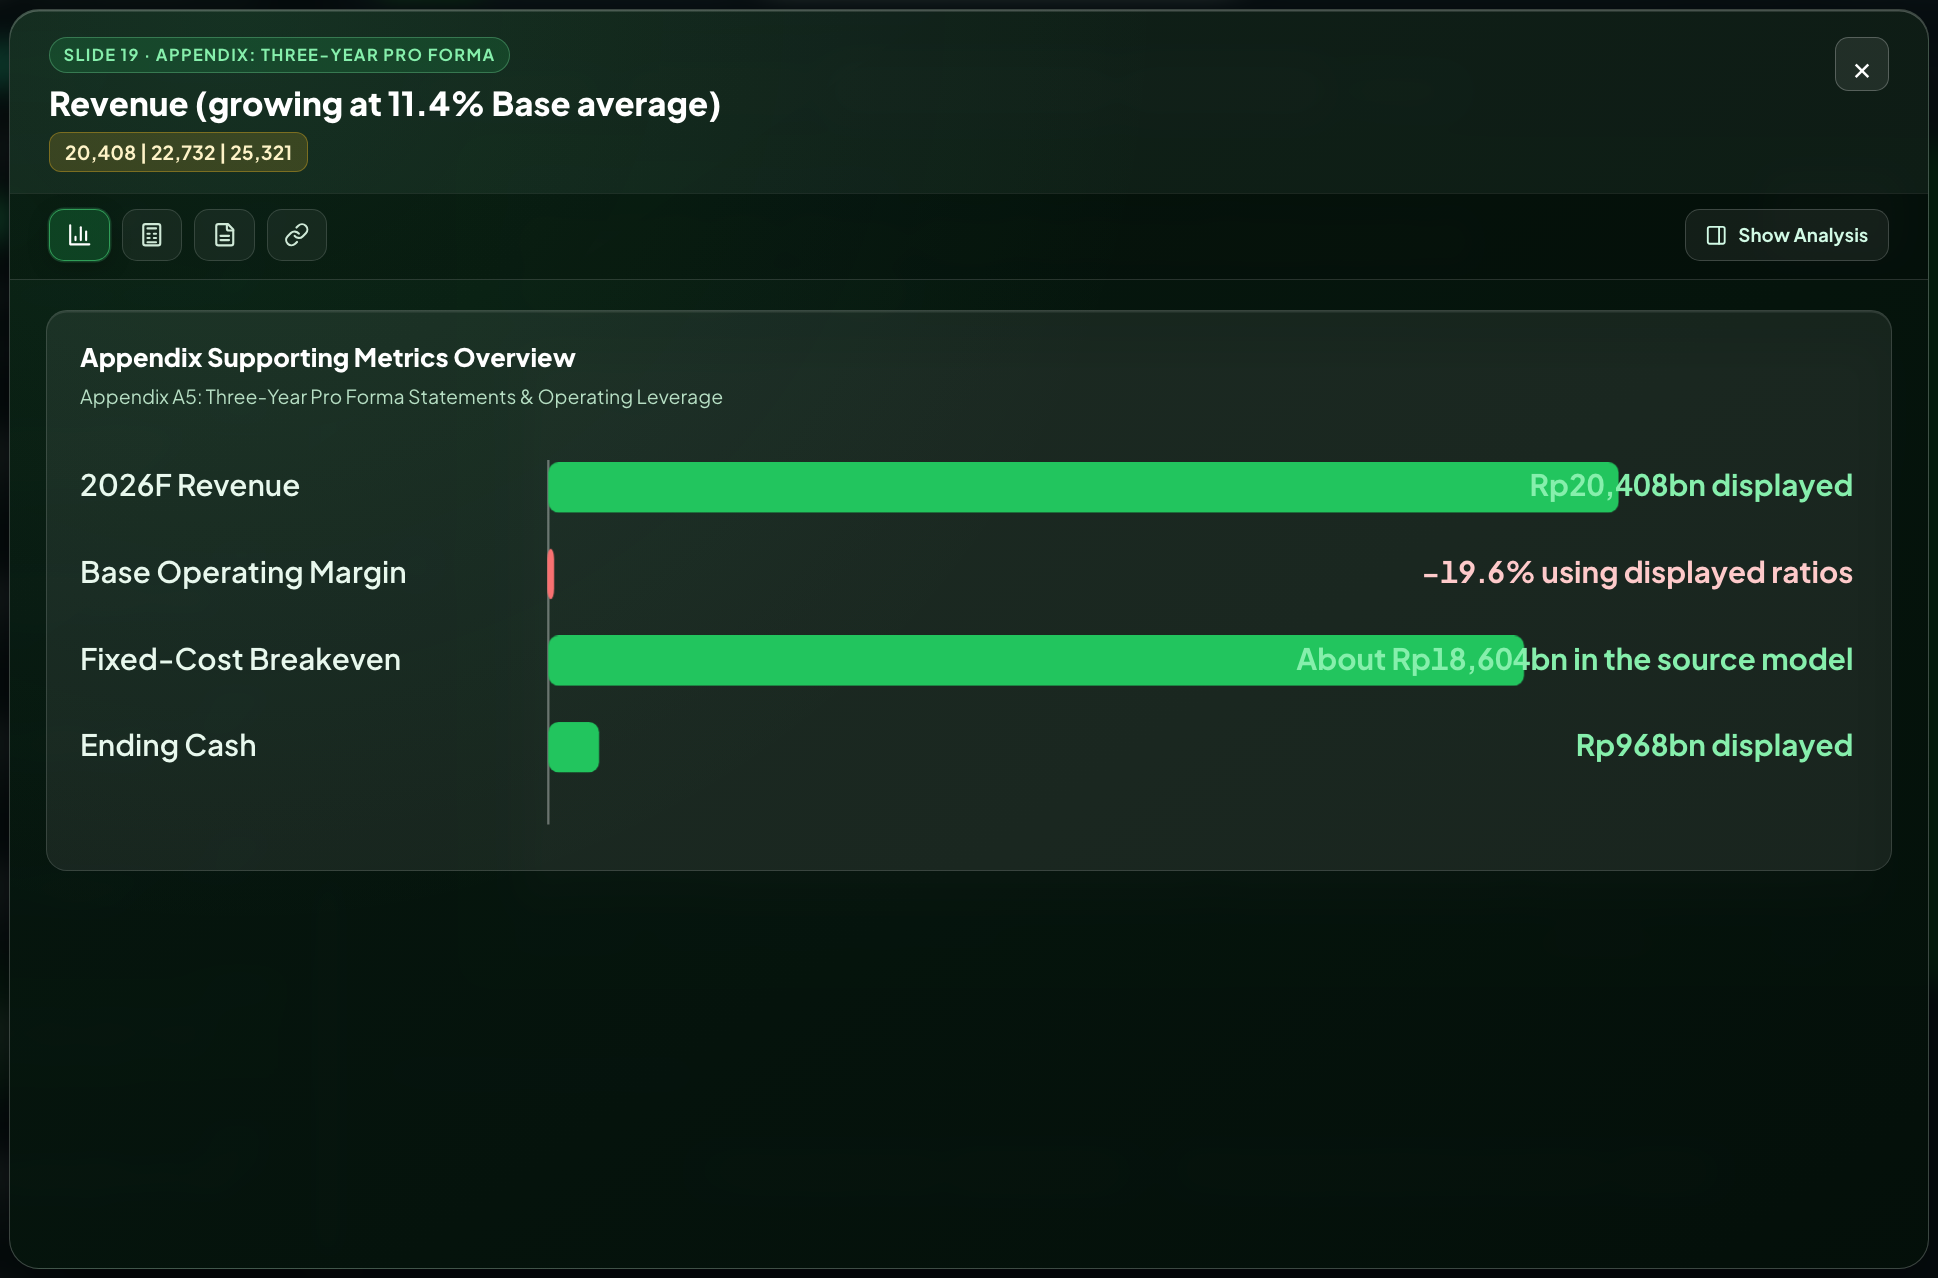 SLIDE 19 · APPENDIX: THREE-YEAR PRO FORMA
Revenue (growing at 11.4% Base average)
20,408 | 22,732 | 25,321
Show Analysis
Appendix Supporting Metrics Overview
Appendix A5: Three-Year Pro Forma Statements & Operating Leverage
2026F Revenue
Rp20,408bn displayed
Base Operating Margin
-19.6% using displayed ratios
Fixed-Cost Breakeven
About Rp18,604bn in the source model
Ending Cash
Rp968bn displayed